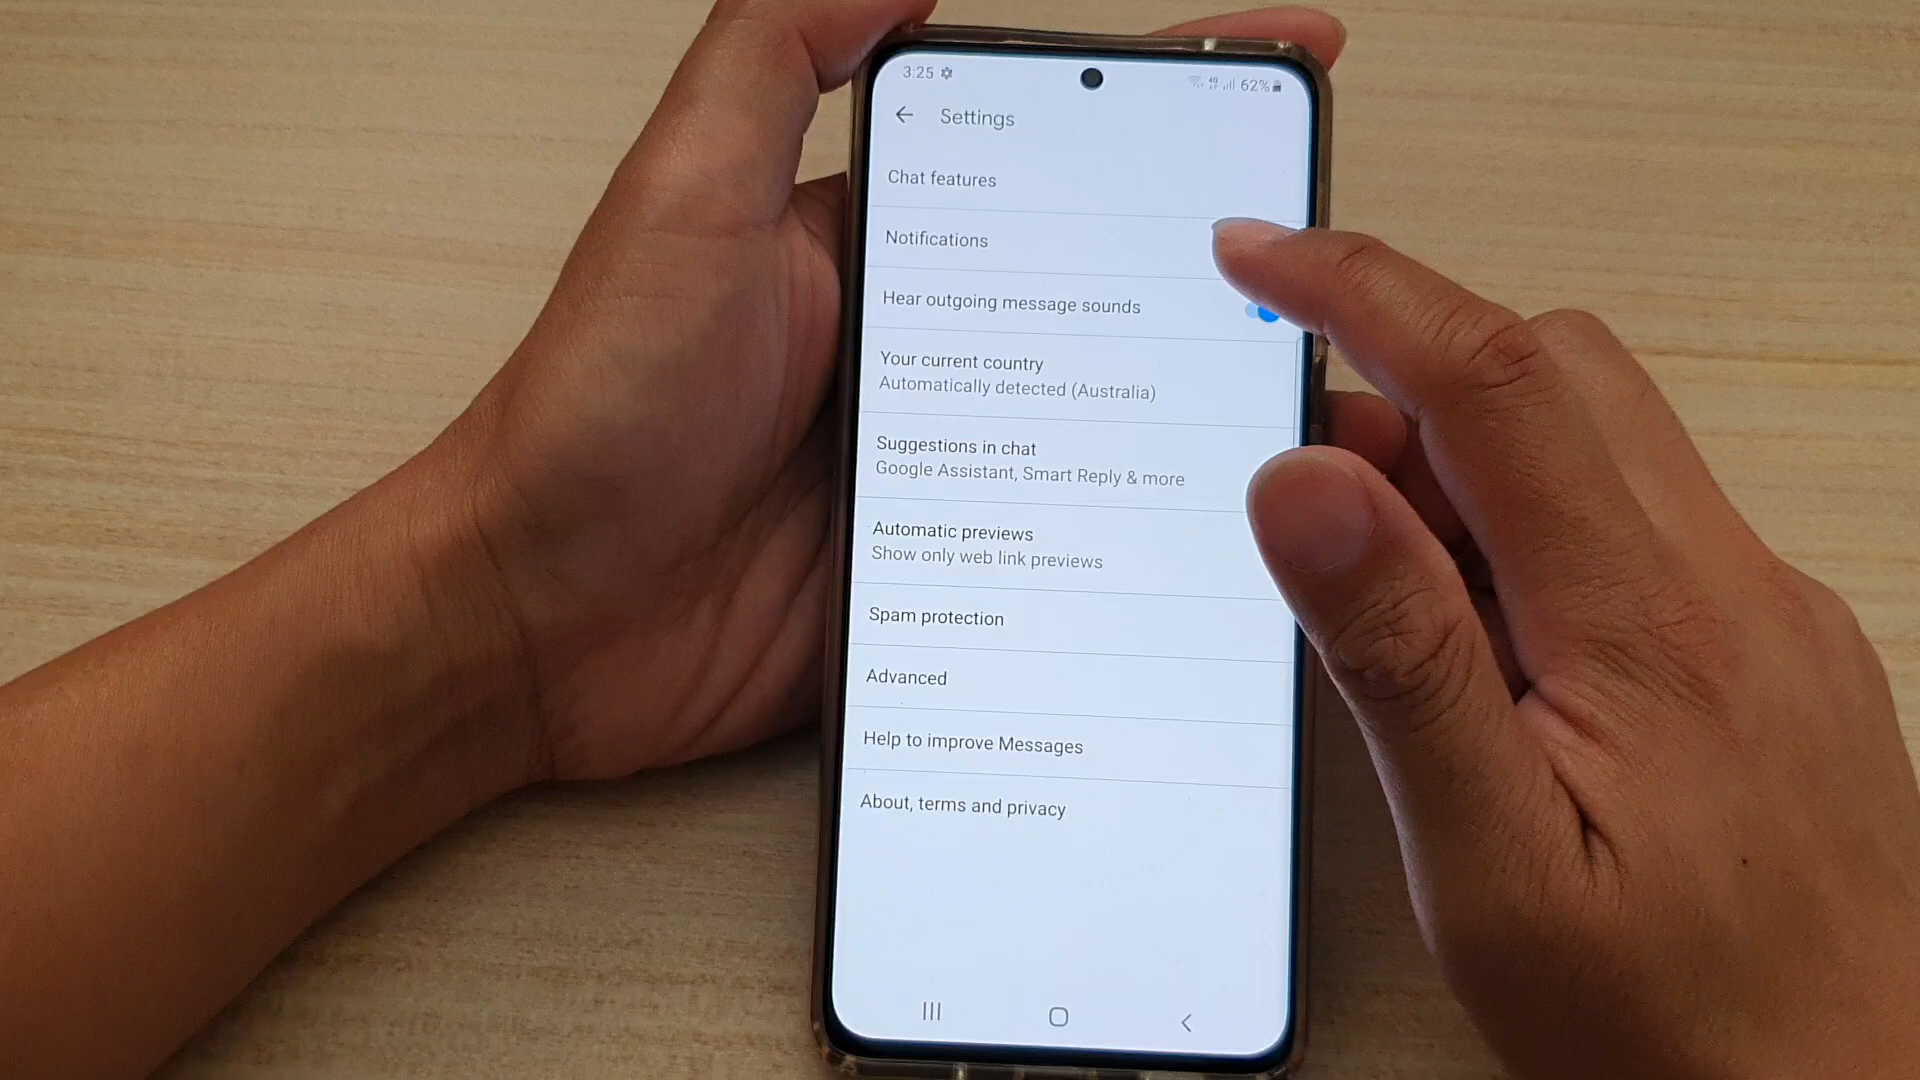 3:25
4G 62%
Settings
Chat features
Notifications
Hear outgoing message sounds
Your current country
Automatically detected (Australia)
Suggestions in chat
Google Assistant, Smart Reply & more
Automatic previews
Show only web link previews
Spam protection
Advanced
Help to improve Messages
About, terms and privacy